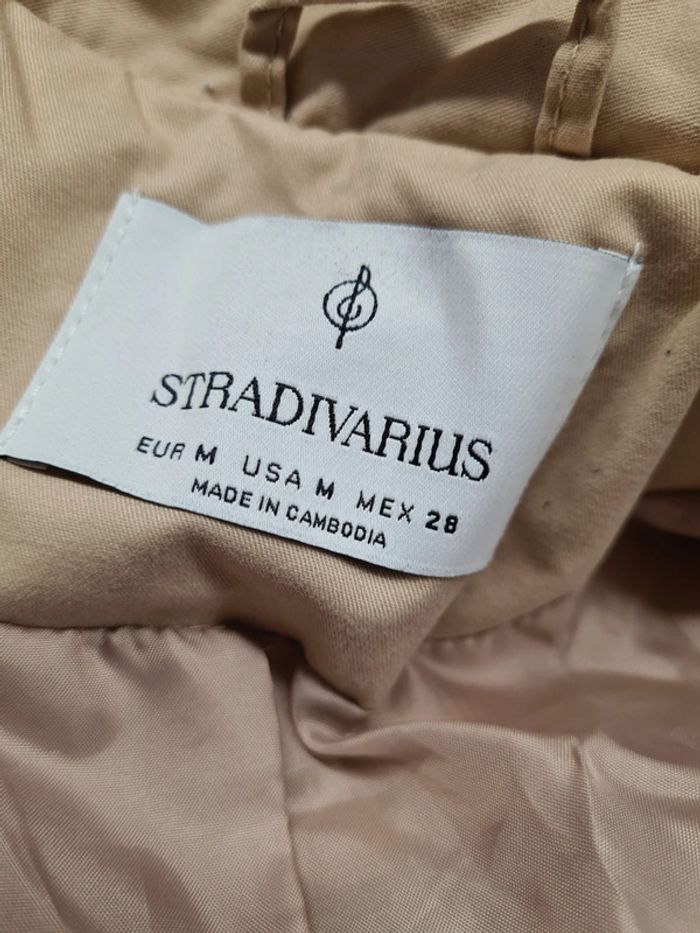 STRADIVARIUS
EUR M USA M MEX 28
MADE IN CAMBODIA